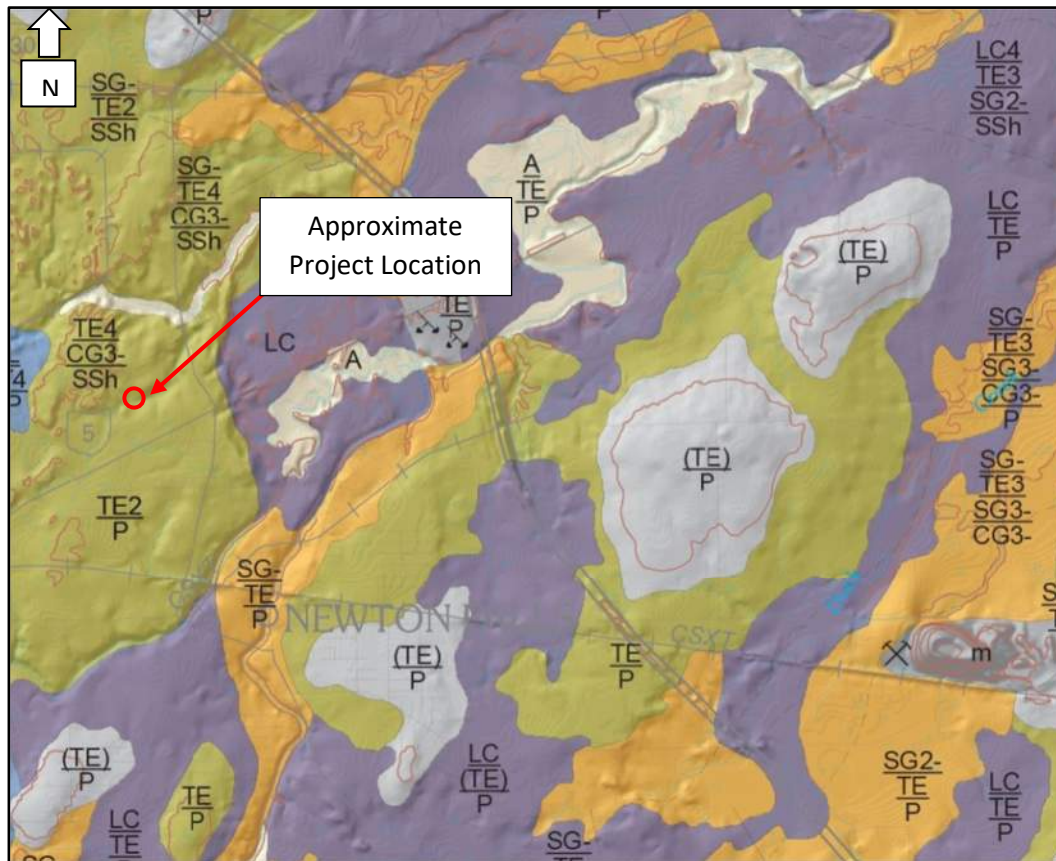 P
30
N
SG-
TE2
SSh
LC4
TE3
SG2-
SSh
SG-
TE4
CG3-
SSh
A
TE
P
LC
TE
P
Approximate
Project Location
(TE)
P
TE
P
TE4
CG3-
SSh
LC
A
SG-
TE3
SG3-
CG3-
P
5
P
(TE)
P
TE2
P
SG-
TE3
SG3-
CG3-
SG-
TE
P
NEWTON
CSXT
(TE)
P
TE
P
m
(TE)
P
LC
(TE)
P
SG2-
TE
P
LC
TE
P
TE
P
LC
TE
SG-